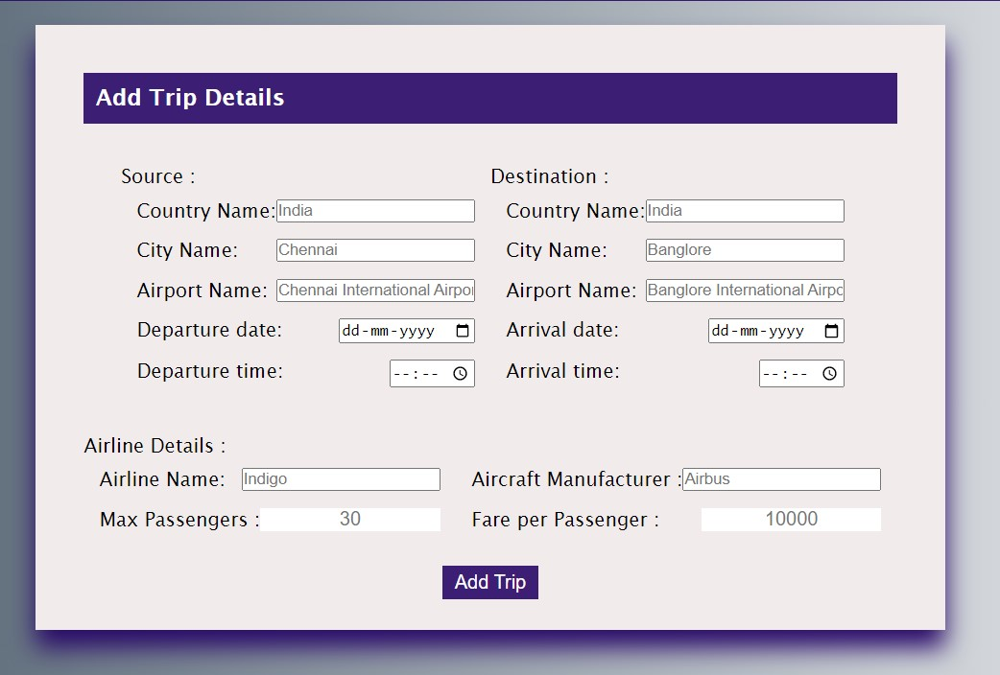 Add Trip Details
Source :
Country Name: India
City Name: Chennai
Airport Name: Chennai International Airpor
Departure date: dd-mm-yyyy
Departure time: --:--
Destination :
Country Name: India
City Name: Banglore
Airport Name: Banglore International Airpo
Arrival date: dd-mm-yyyy
Arrival time: --:--
Airline Details :
Airline Name: Indigo
Aircraft Manufacturer : Airbus
Max Passengers : 30
Fare per Passenger : 10000
Add Trip